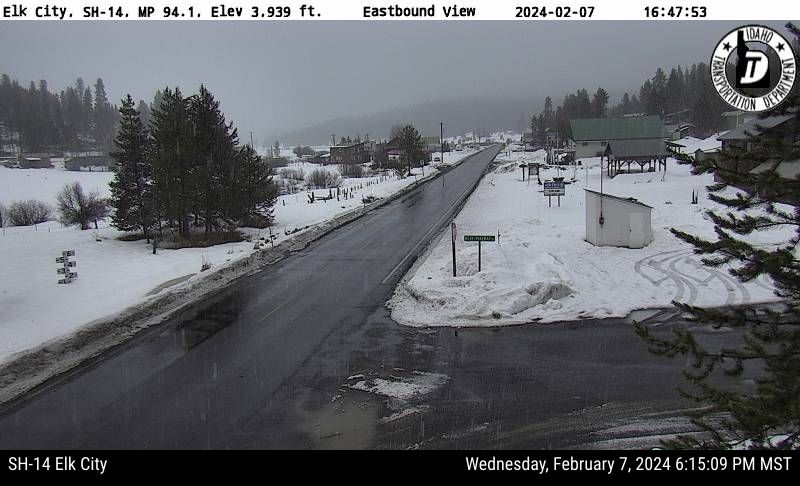 Elk City, SH-14, MP 94.1, Elev 3,939 ft. Eastbound View 2024-02-07 16:47:53
IDAHO
TRANSPORTATION DEPARTMENT
SH-14 Elk City Wednesday, February 7, 2024 6:15:09 PM MST